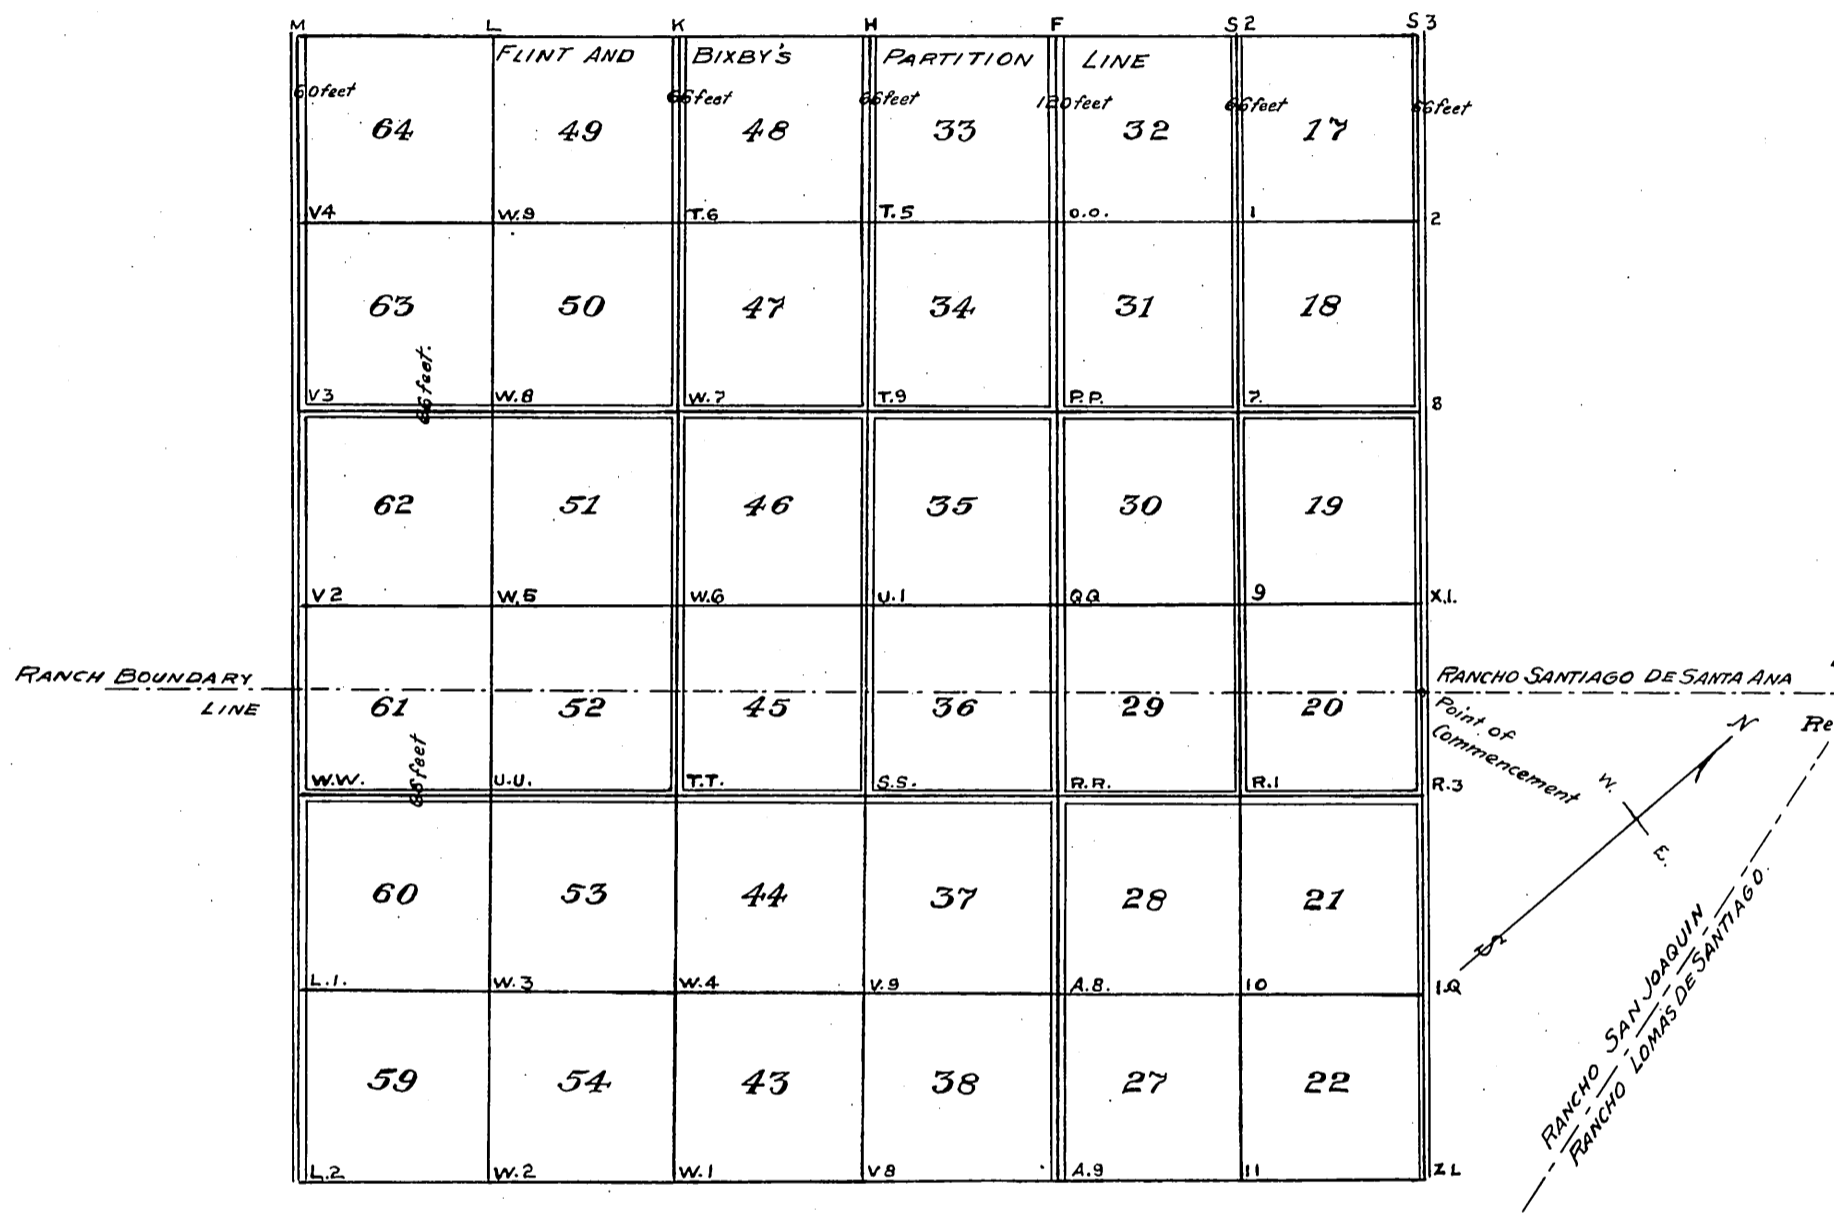 M L K H F S2 S3
FLINT AND BIXBY'S PARTITION LINE
60feet 66feet 66feet 120feet 66feet 66feet
64 49 48 33 32 17
V4 W.9 T.6 T.5 O.O. 1 2
63 50 47 34 31 18
66feet.
V3 W.8 W.7 T.9 P.P. 7. 8
62 51 46 35 30 19
V2 W.5 W.6 U.1 QQ 9 X.I.
RANCH BOUNDARY
LINE
RANCHO SANTIAGO DE SANTA ANA
61 52 45 36 29 20
66feet
Point of
Commencement
N
W.
E.
S
Re
W.W. U.U. T.T. S.S. R.R. R.1 R.3
60 53 44 37 28 21
L.1. W.3 W.4 V.9 A.8. 10 I.Q
59 54 43 38 27 22
L.2 W.2 W.1 V8 A.9 11 Z L
RANCHO SAN JOAQUIN
RANCHO LOMAS DE SANTIAGO.